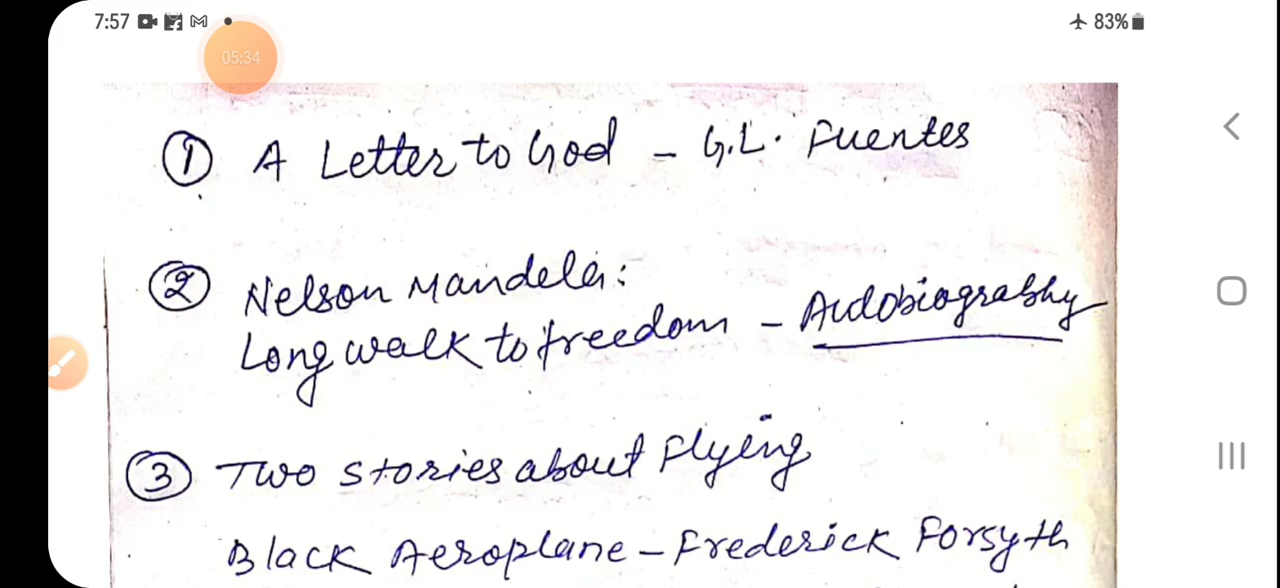 7:57
83%
05:34
① A Letter to God - G.L. Fuentes
② Nelson Mandela:
Long walk to freedom - Autobiography
③ Two stories about Flying
Black Aeroplane - Frederick Forsyth